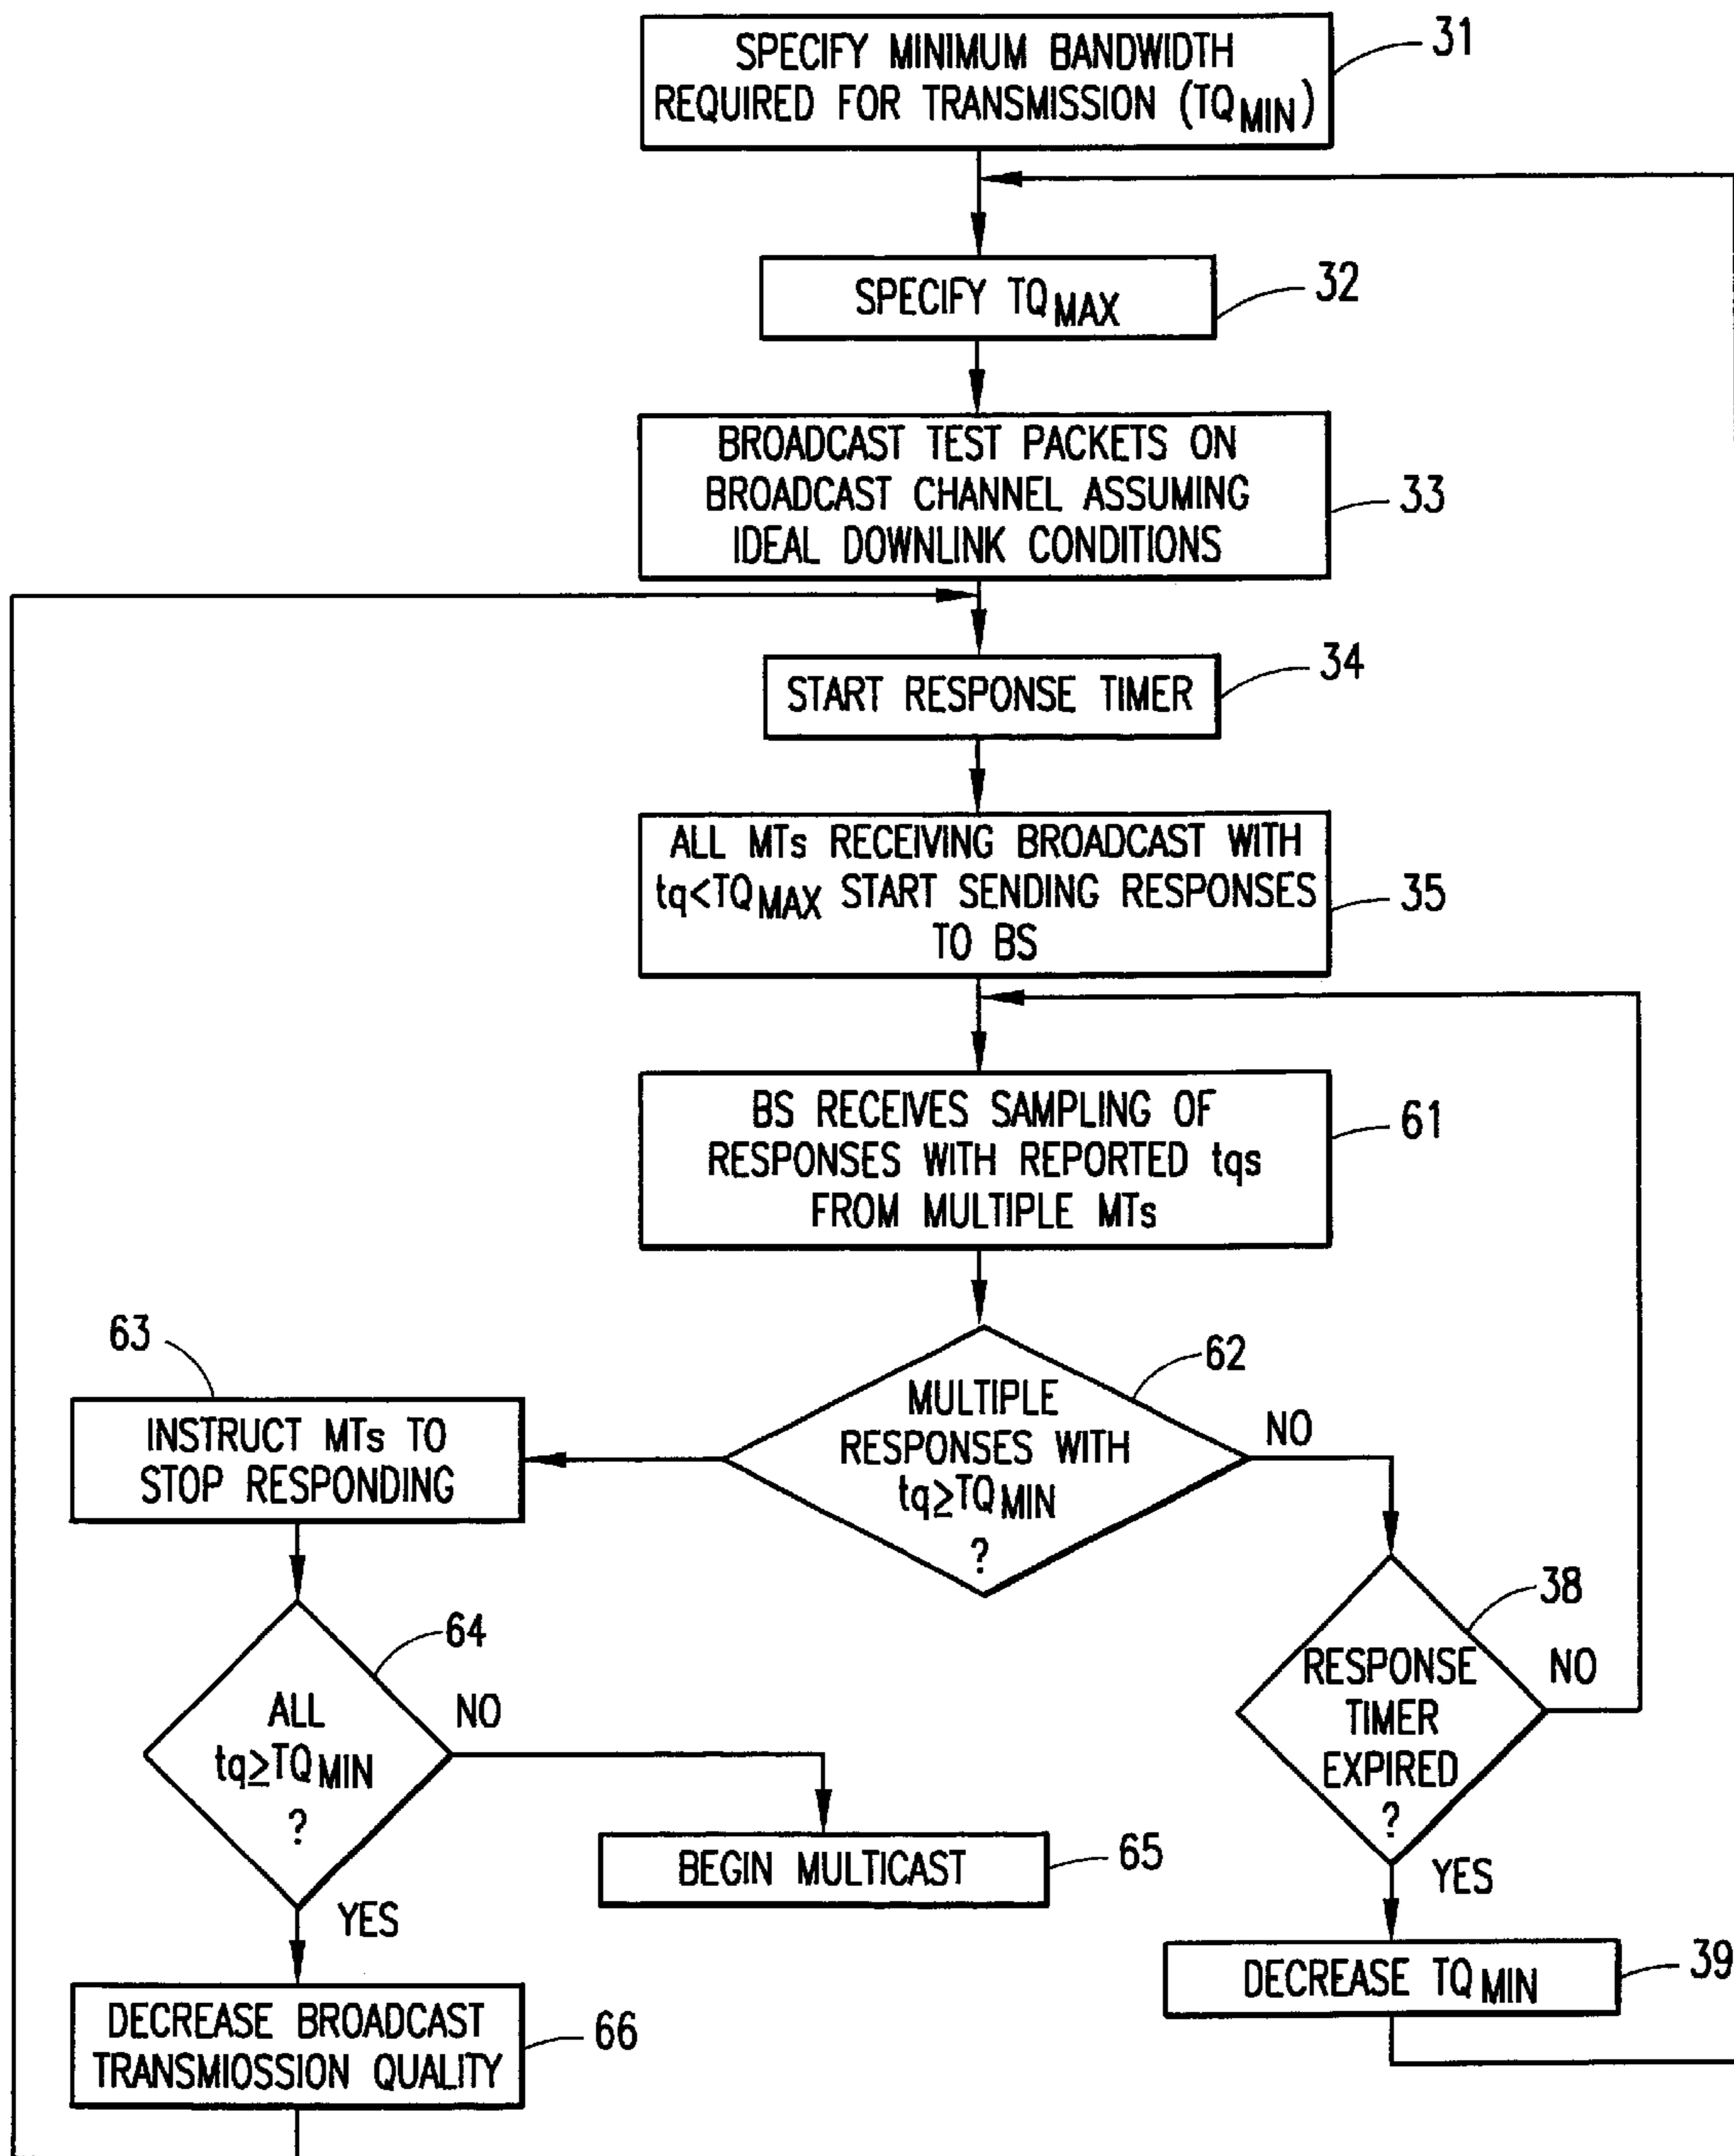 SPECIFY MINIMUM BANDWIDTH
REQUIRED FOR TRANSMISSION (TQMIN)
31
SPECIFY TQMAX
32
BROADCAST TEST PACKETS ON
BROADCAST CHANNEL ASSUMING
IDEAL DOWNLINK CONDITIONS
33
START RESPONSE TIMER
34
ALL MTs RECEIVING BROADCAST WITH
tq<TQMAX START SENDING RESPONSES
TO BS
35
BS RECEIVES SAMPLING OF
RESPONSES WITH REPORTED tqs
FROM MULTIPLE MTs
61
MULTIPLE
RESPONSES WITH
tq≥TQMIN
?
62
NO
63
INSTRUCT MTs TO
STOP RESPONDING
64
ALL
tq≥TQMIN
?
NO
YES
BEGIN MULTICAST
65
RESPONSE
TIMER
EXPIRED
?
38
NO
YES
DECREASE TQMIN
39
DECREASE BROADCAST
TRANSMIOSSION QUALITY
66